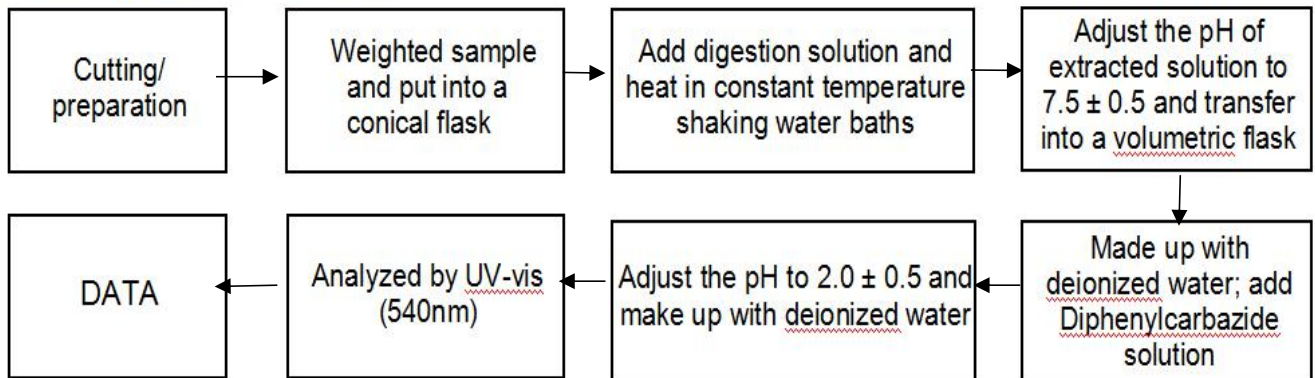 Cutting/
preparation
Weighted sample
and put into a
conical flask
Add digestion solution and
heat in constant temperature
shaking water baths
Adjust the pH of
extracted solution to
7.5 ± 0.5 and transfer
into a volumetric flask
Made up with
deionized water; add
Diphenylcarbazide
solution
Adjust the pH to 2.0 ± 0.5 and
make up with deionized water
Analyzed by UV-vis
(540nm)
DATA